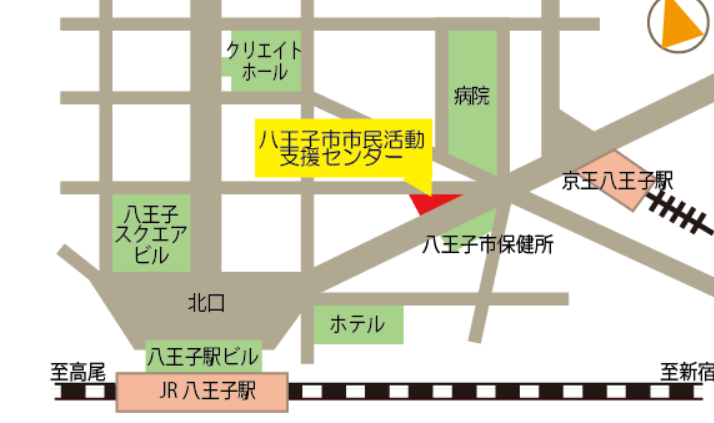 クリエイト
ホール
病院
八王子市市民活動
支援センター
京王八王子駅
八王子
スクエア
ビル
八王子市保健所
北口
ホテル
八王子駅ビル
至高尾
至新宿
JR 八王子駅